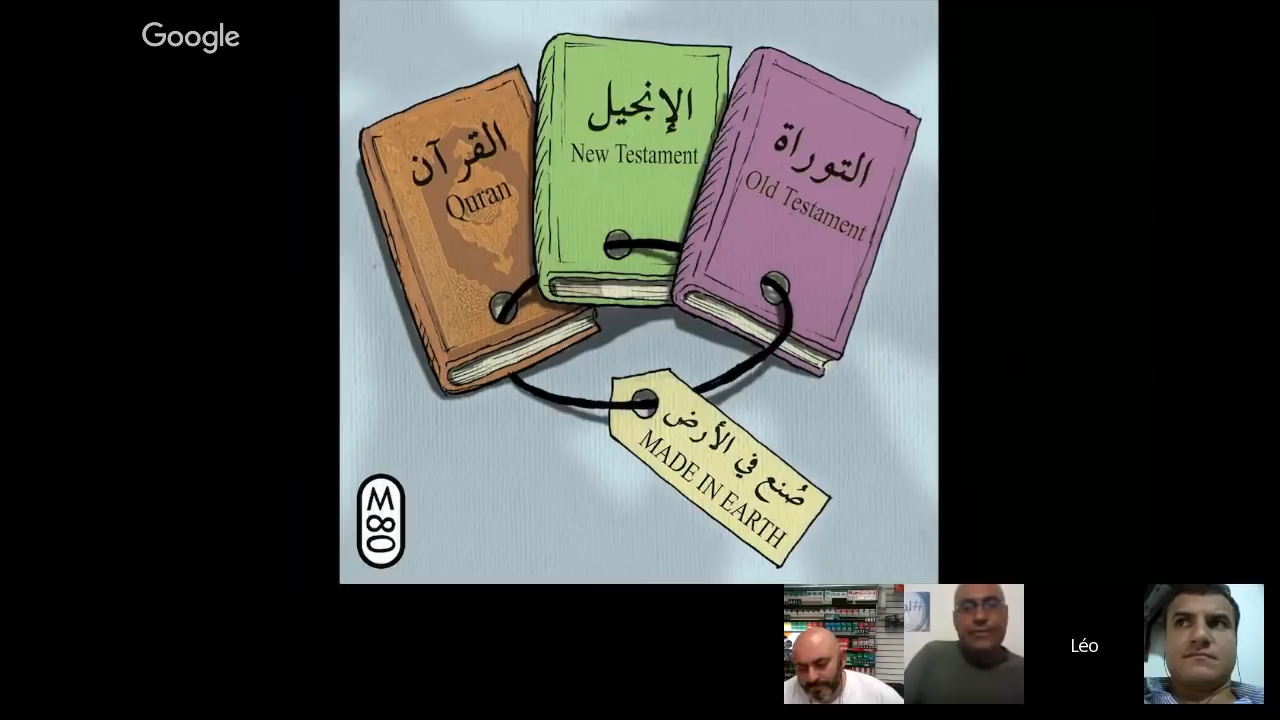 Google
القرآن
Quran
الإنجيل
New Testament
التوراة
Old Testament
صُنع في الأرض
MADE IN EARTH
M80
Léo